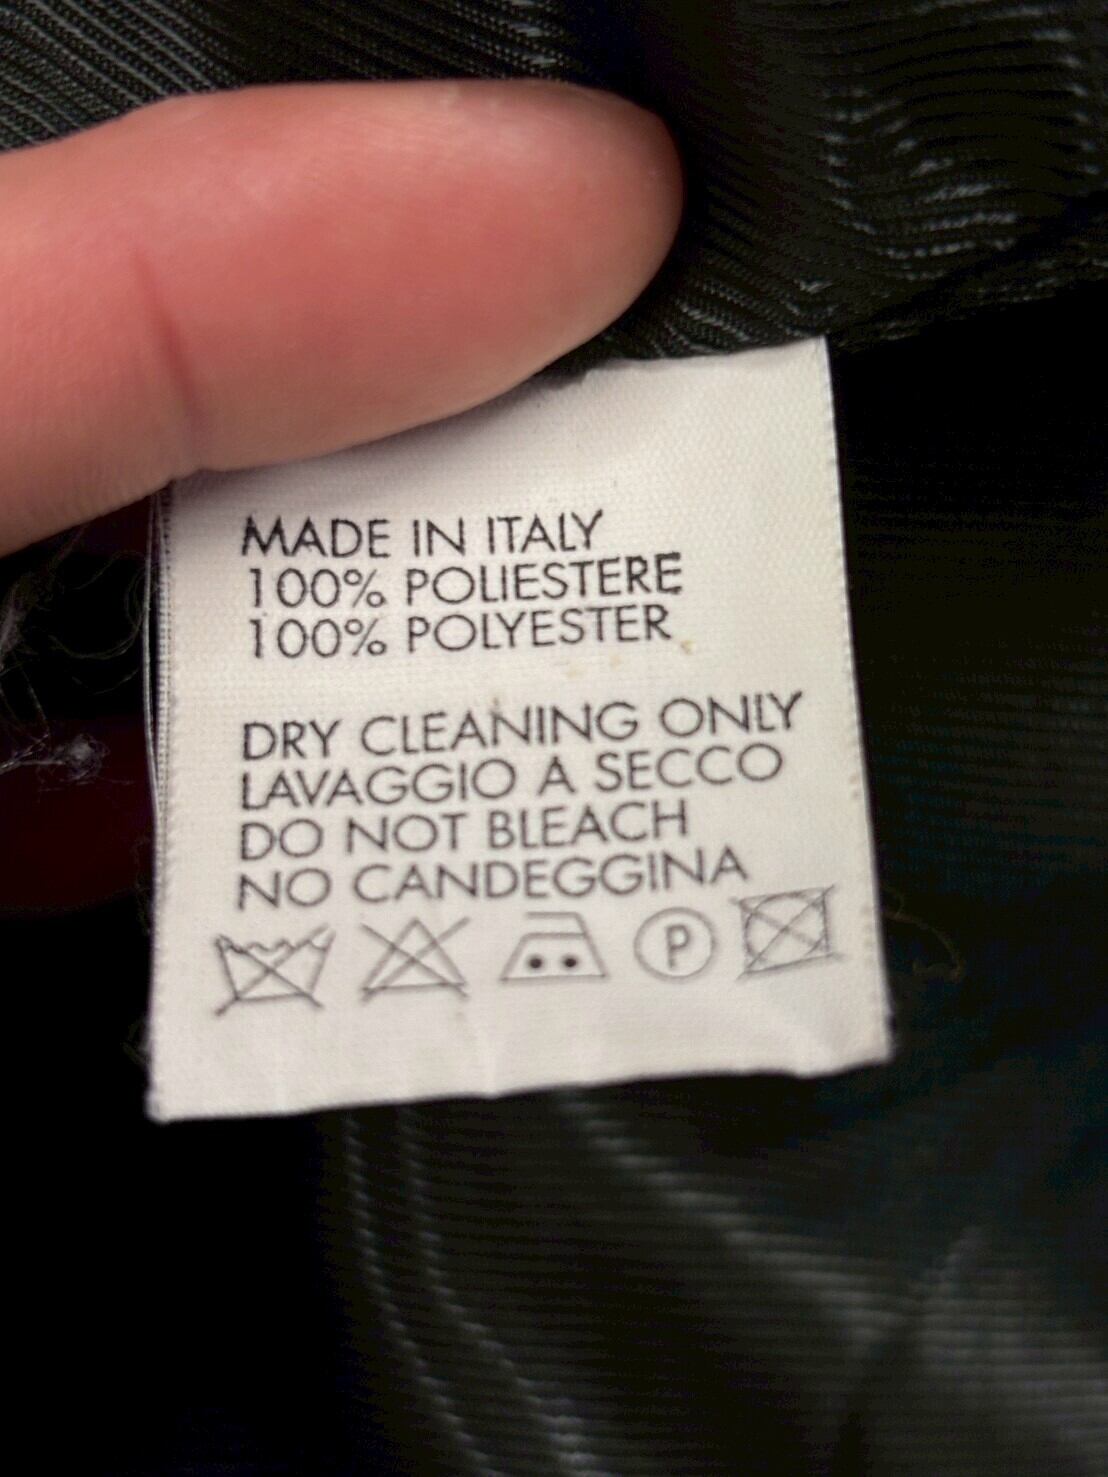 MADE IN ITALY
100% POLIESTERE
100% POLYESTER
DRY CLEANING ONLY
LAVAGGIO A SECCO
DO NOT BLEACH
NO CANDEGGINA
P